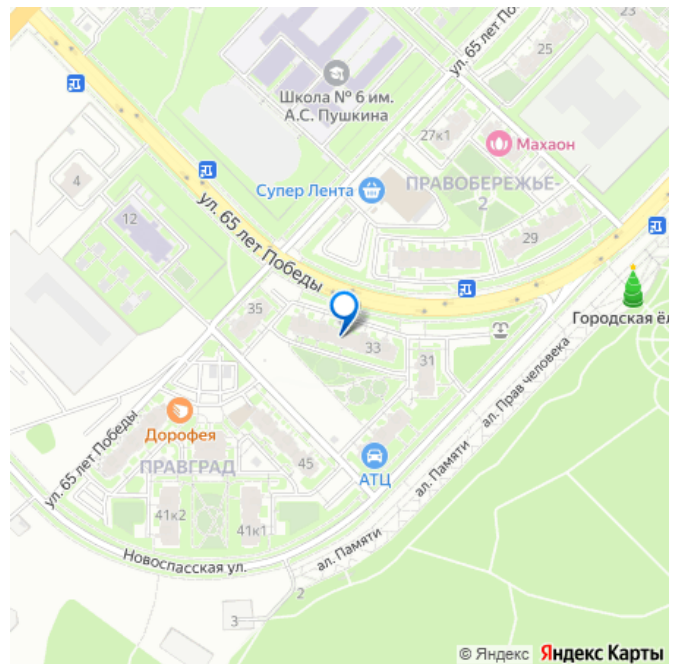 ул. 65 лет Победы
23
25
Школа № 6 им.
А.С. Пушкина
27к1
Махаон
4
Супер Лента
ПРАВОБЕРЕЖЬЕ-
2
12
ул. 65 лет Победы
29
Городская ёл
35
33
31
ал. Прав человека
Дорофея
ул. 65 лет Победы
ПРАВГРАД
45
АТЦ
ал. Памяти
41к2
41к1
Новоспасская ул.
ал. Памяти
2
3
© Яндекс Яндекс Карты